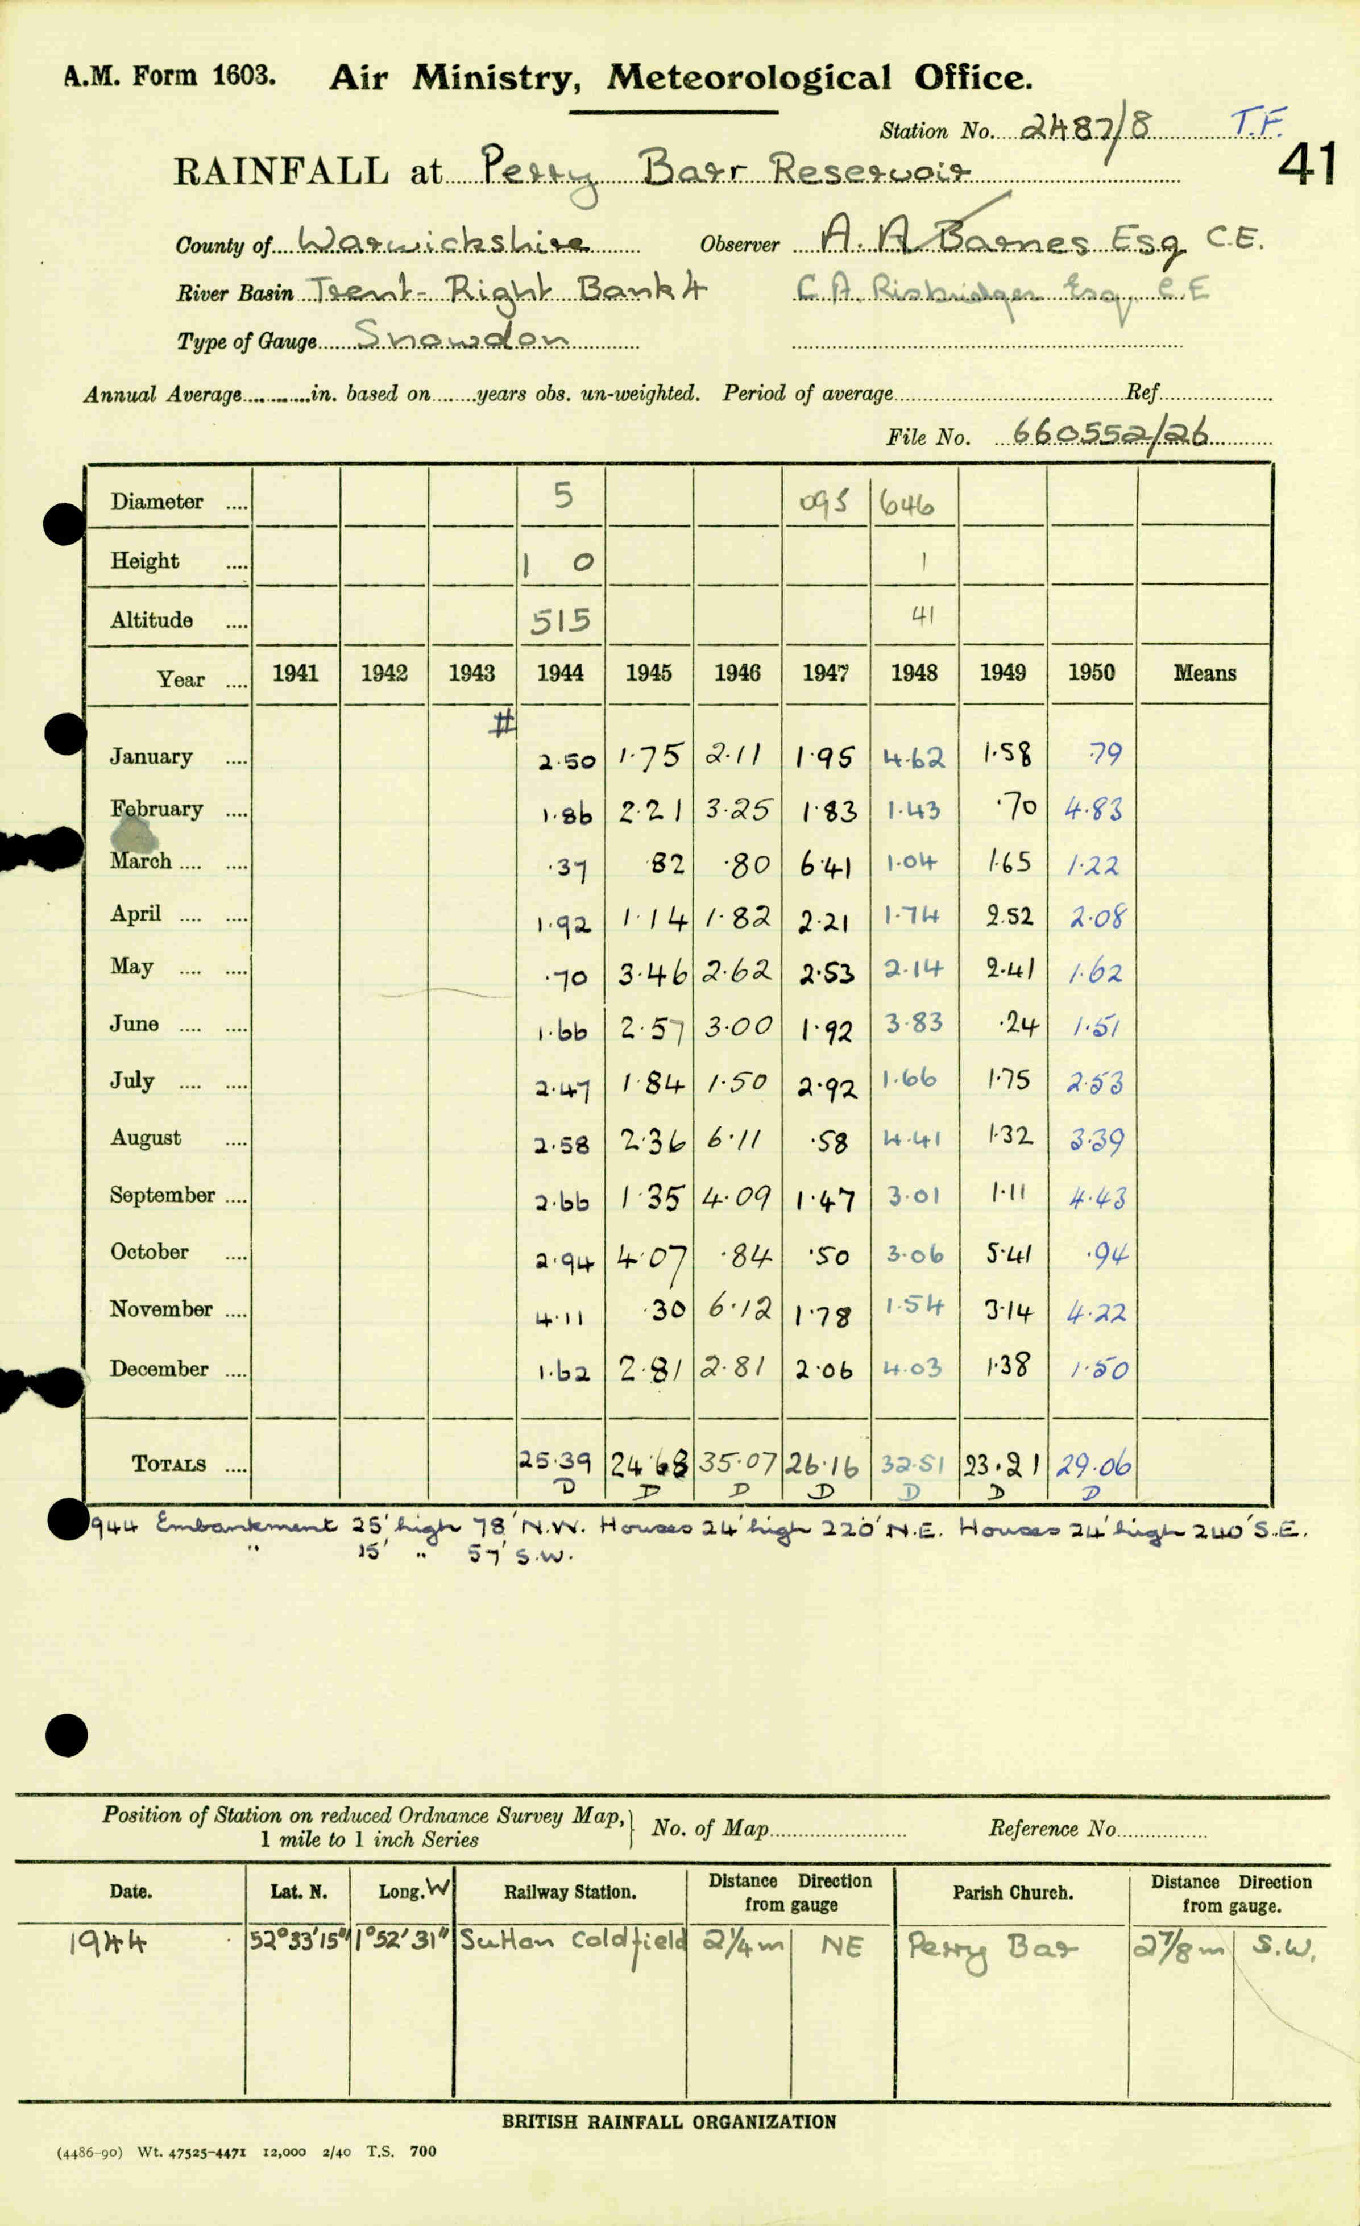 A.M. Form 1603. Air Ministry, Meteorological Office.
Station No. 2487/8 T.F.
RAINFALL at Perry Barr Reservoir 41
County of Warwickshire Observer A. A Barnes Esq C.E.
River Basin Trent - Right Bank 4 C A. Risbridger Esq. C.E
Type of Gauge Snowdon
Annual Average in. based on years obs. un-weighted. Period of average Ref.
File No. 660552/26
Diameter 5 095 646
Height 1 0 1
Altitude 515 41
Year 1941 1942 1943 1944 1945 1946 1947 1948 1949 1950 Means
#
January 2.50 1.75 2.11 1.95 4.62 1.58 .79
February 1.86 2.21 3.25 1.83 1.43 .70 4.83
March .37 .82 .80 6.41 1.04 1.65 1.22
April 1.92 1.14 1.82 2.21 1.74 2.52 2.08
May .70 3.46 2.62 2.53 2.14 2.41 1.62
June 1.66 2.57 3.00 1.92 3.83 .24 1.51
July 2.47 1.84 1.50 2.92 1.66 1.75 2.53
August 2.58 2.36 6.11 .58 4.41 1.32 3.39
September 2.66 1.35 4.09 1.47 3.01 1.11 4.43
October 2.94 4.07 .84 .50 3.06 5.41 .94
November 4.11 .30 6.12 1.78 1.54 3.14 4.22
December 1.62 2.81 2.81 2.06 4.03 1.38 1.50
TOTALS 25.39 24.68 35.07 26.16 32.51 23.21 29.06
D D D D D D D
944 Embankment 25' high 78' N.W. Houses 24' high 220' N.E. Houses 24' high 240' S.E.
" 15' " 57' S.W.
Position of Station on reduced Ordnance Survey Map, 1 mile to 1 inch Series No. of Map Reference No.
Date. Lat. N. Long. W Railway Station. Distance from gauge Direction Parish Church. Distance from gauge. Direction
1944 52°33'15" 1°52'31" Sutton Coldfield 2¼ m NE Perry Bar 2⅞ m S.W.
BRITISH RAINFALL ORGANIZATION
(4486-90) Wt. 47525-4471 12,000 2/40 T.S. 700